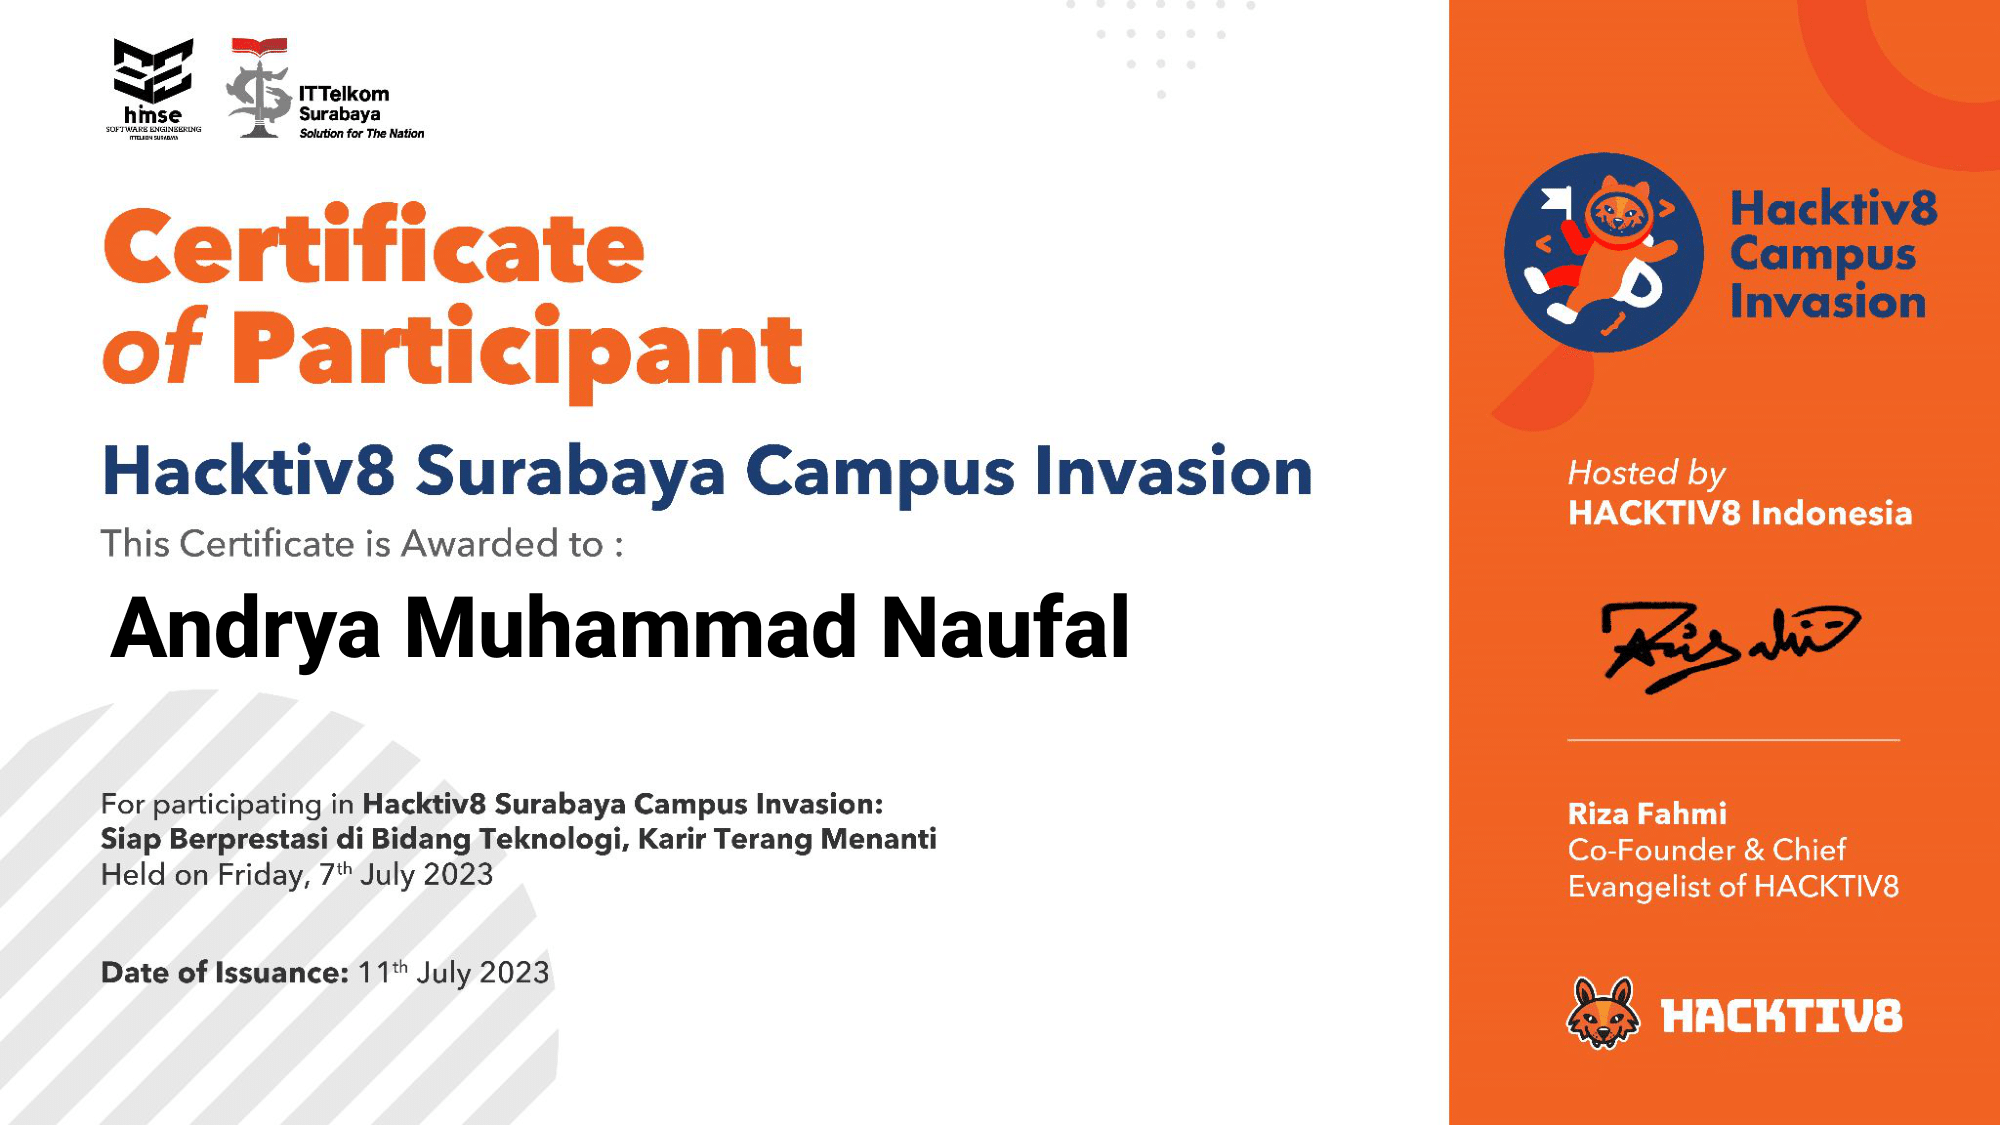 himse
SOFTWARE ENGINEERING
ITTELKOM SURABAYA
ITTelkom
Surabaya
Solution for The Nation
Certificate
of Participant
Hacktiv8 Surabaya Campus Invasion
This Certificate is Awarded to :
Andrya Muhammad Naufal
For participating in Hacktiv8 Surabaya Campus Invasion:
Siap Berprestasi di Bidang Teknologi, Karir Terang Menanti
Held on Friday, 7th July 2023
Date of Issuance: 11th July 2023
Hacktiv8
Campus
Invasion
Hosted by
HACKTIV8 Indonesia
Riza Fahmi
Co-Founder & Chief
Evangelist of HACKTIV8
HACKTIV8